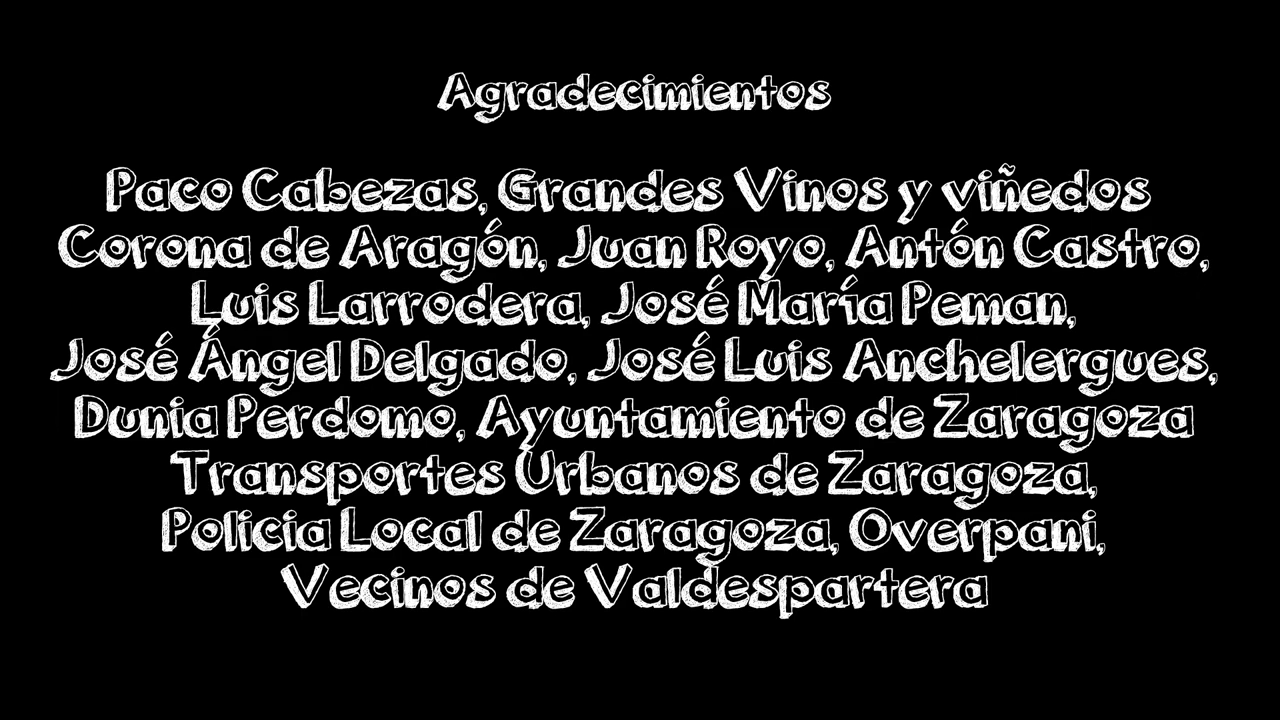 Agradecimientos
Paco Cabezas, Grandes Vinos y viñedos
Corona de Aragón, Juan Royo, Antón Castro,
Luis Larrodera, José María Peman,
José Ángel Delgado, José Luis Anchelergues,
Dunia Perdomo, Ayuntamiento de Zaragoza
Transportes Urbanos de Zaragoza,
Policia Local de Zaragoza, Overpani,
Vecinos de Valdespartera